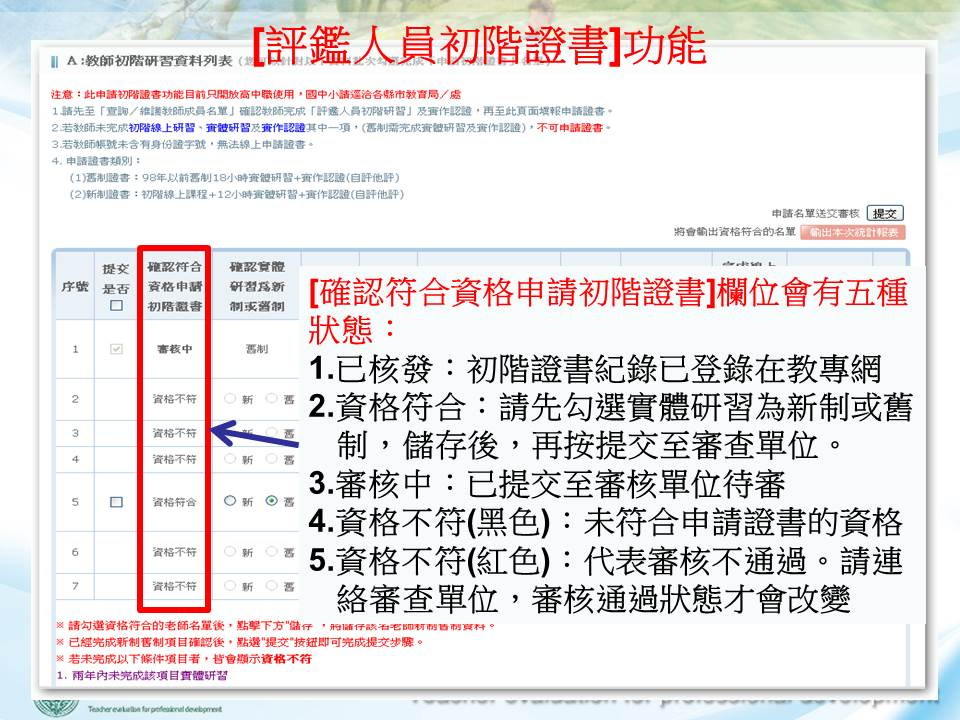 [評鑑人員初階證書]功能
A:教師初階研習資料列表
注意：此申請初階證書功能目前只開放高中職使用，國中小請逕洽各縣市教育局／處
1.請先至「查詢／維護教師成員名單」確認教師完成「評鑑人員初階研習」及實作認證，再至此頁面填報申請證書。
2.若教師未完成初階線上研習、實體研習及實作認證其中一項，(舊制需完成實體研習及實作認證)，不可申請證書。
3.若教師帳號未含有身份證字號，無法線上申請證書。
4. 申請證書類別：
(1)舊制證書：98年以前舊制18小時實體研習+實作認證(自評他評)
(2)新制證書：初階線上課程+12小時實體研習+實作認證(自評他評)
申請名單送交審核 提交
將會輸出資格符合的名單 輸出本次統計報表
序號 提交是否 確認符合資格申請初階證書 確認實體研習為新制或舊制
1 審核中 舊制
2 資格不符 新 舊
3 資格不符 新 舊
4 資格不符 新 舊
5 資格符合 新 舊
6 資格不符 新 舊
7 資格不符 新 舊
[確認符合資格申請初階證書]欄位會有五種
狀態：
1.已核發：初階證書紀錄已登錄在教專網
2.資格符合：請先勾選實體研習為新制或舊
制，儲存後，再按提交至審查單位。
3.審核中：已提交至審核單位待審
4.資格不符(黑色)：未符合申請證書的資格
5.資格不符(紅色)：代表審核不通過。請連
絡審查單位，審核通過狀態才會改變
※ 請勾選資格符合的老師名單後，點擊下方"儲存"，將儲存該名老師新制舊制資料。
※ 已經完成新制舊制項目確認後，點選"提交"按鈕即可完成提交步驟。
※ 若未完成以下條件項目者，皆會顯示資格不符
1. 兩年內未完成該項目實體研習
Teacher evaluation for professional development
Teacher evaluation for professional development